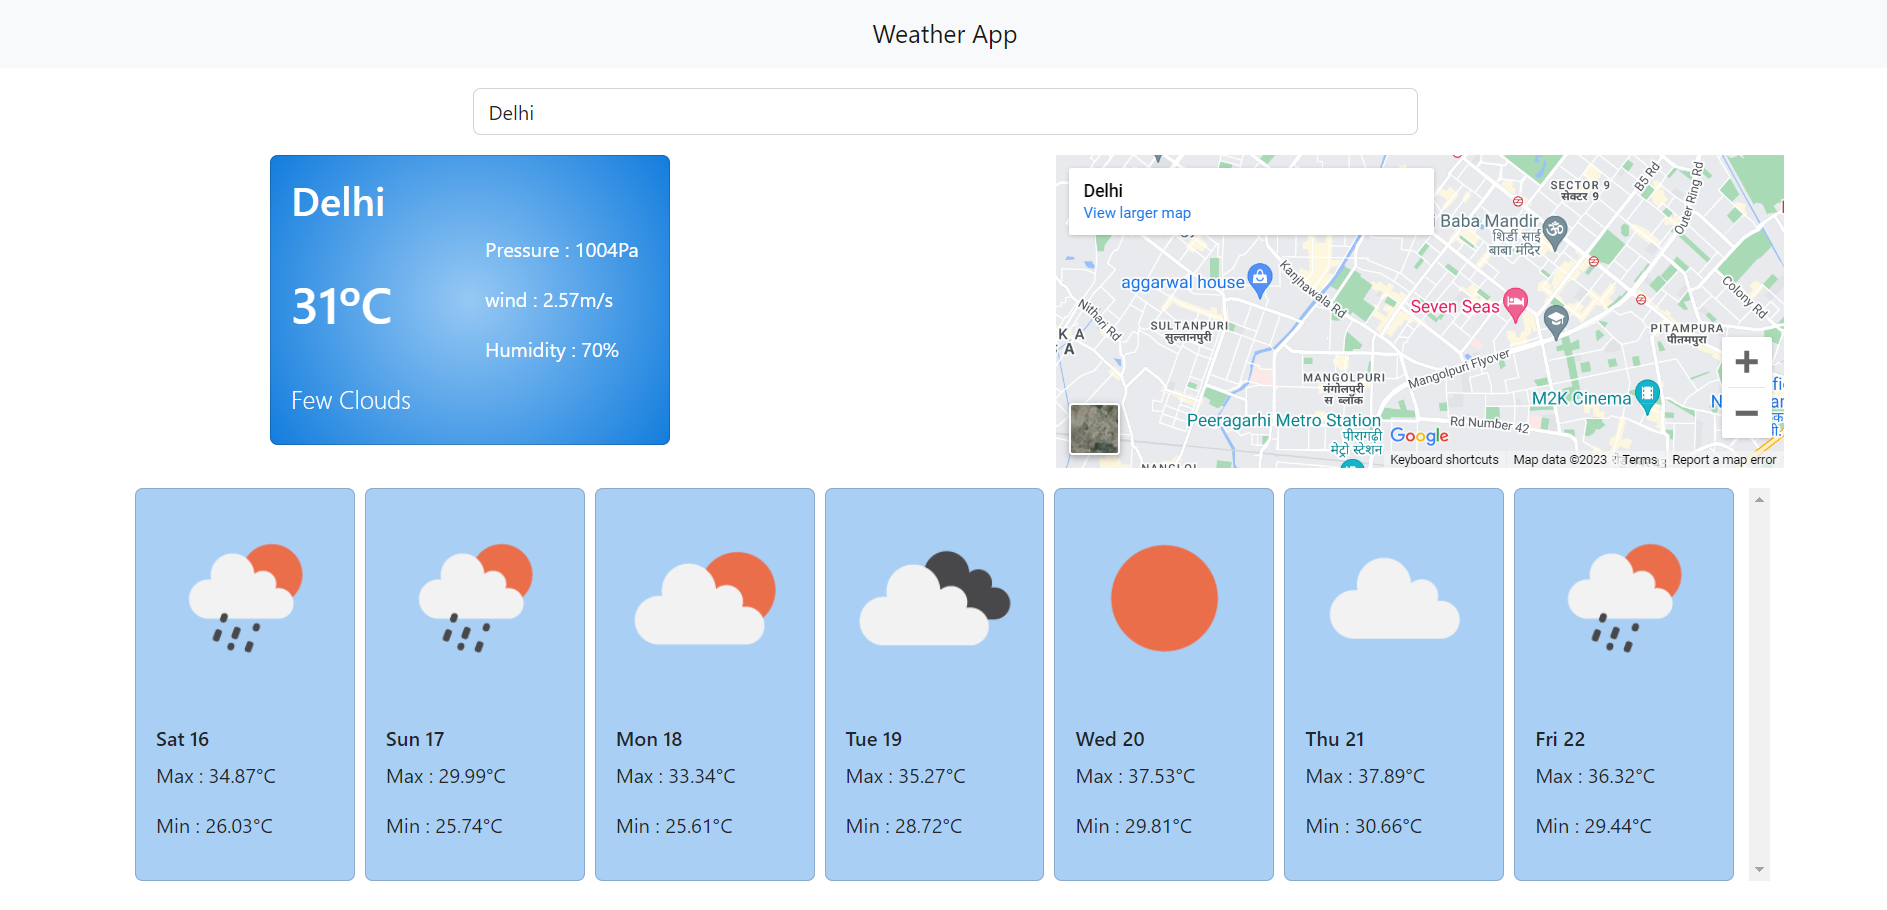 Weather App
Delhi
Delhi
Pressure : 1004Pa
31°C
wind : 2.57m/s
Humidity : 70%
Few Clouds
Delhi
View larger map
SECTOR 9
सेक्टर 9
B5 Rd
Outer Ring Rd
i Baba Mandir
शिर्डी साई
बाबा मंदिर
aggarwal house
Kanjhawala Rd
Colony Rd
Seven Seas
Nithari Rd
SULTANPURI
सुल्तानपुरी
K A
A
PITAMPURA
पीतमपुरा
Mangolpuri Flyover
MANGOLPURI
मंगोलपुरी
स ब्लॉक
M2K Cinema
Peeragarhi Metro Station
पीरागढ़ी
मेट्रो स्टेशन
Google
Rd Number 42
NANGLOI
Keyboard shortcuts
Map data ©2023
Terms
Report a map error
Sat 16
Max : 34.87°C
Min : 26.03°C
Sun 17
Max : 29.99°C
Min : 25.74°C
Mon 18
Max : 33.34°C
Min : 25.61°C
Tue 19
Max : 35.27°C
Min : 28.72°C
Wed 20
Max : 37.53°C
Min : 29.81°C
Thu 21
Max : 37.89°C
Min : 30.66°C
Fri 22
Max : 36.32°C
Min : 29.44°C